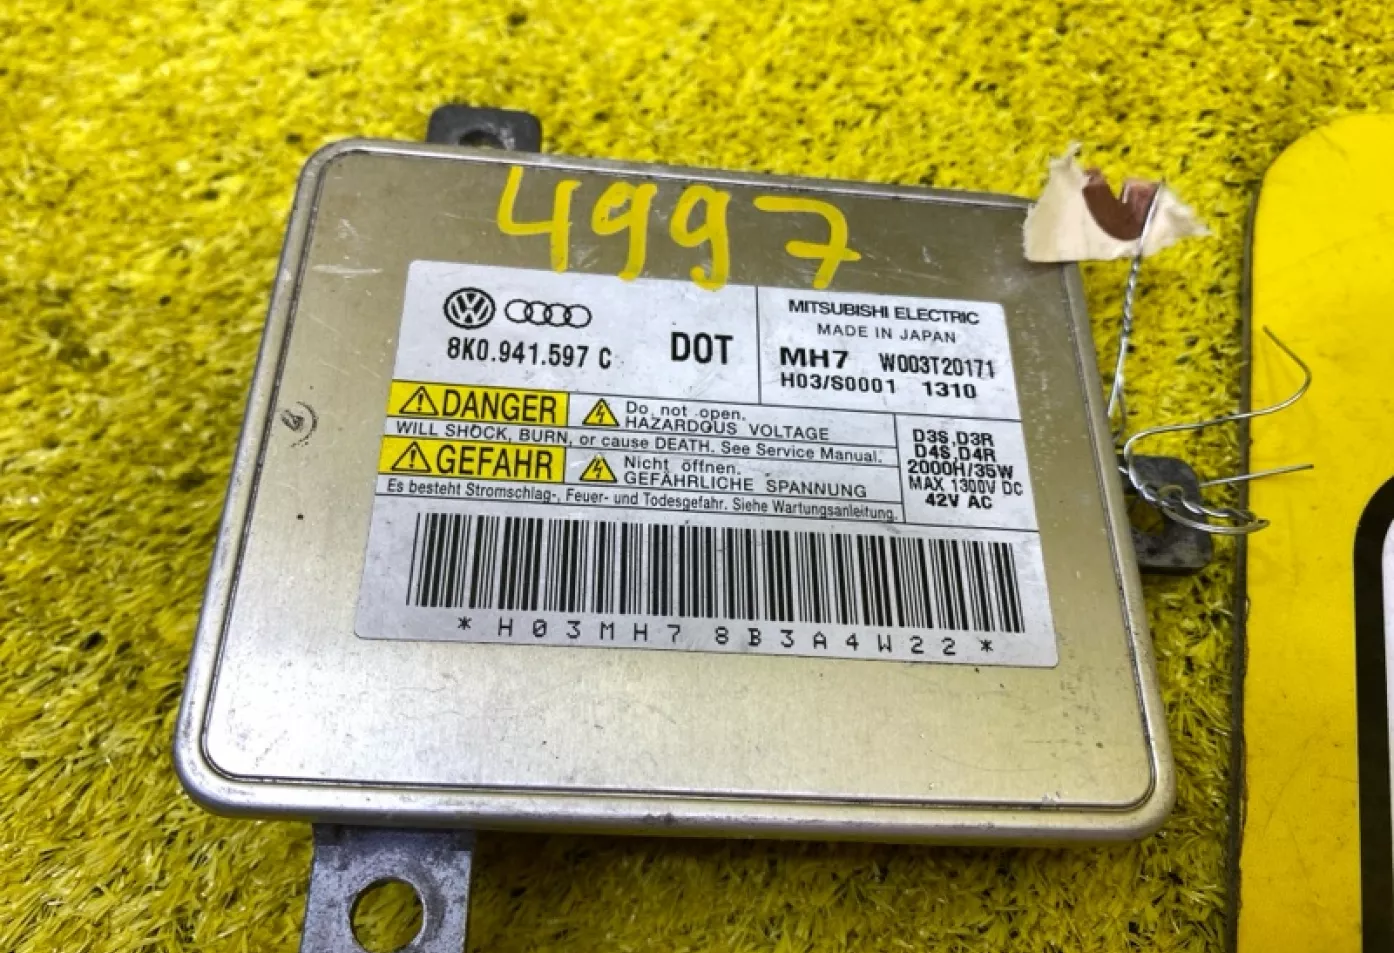 4997
8K0.941.597 C
DOT
MITSUBISHI ELECTRIC
MADE IN JAPAN
MH7 W003T20171
H03/S0001 1310
DANGER
Do not open.
HAZARDOUS VOLTAGE
WILL SHOCK, BURN, or cause DEATH. See Service Manual.
GEFAHR
Nicht öffnen.
GEFÄHRLICHE SPANNUNG
Es besteht Stromschlag-, Feuer- und Todesgefahr. Siehe Wartungsanleitung.
D3S,D3R
D4S,D4R
2000H/35W
MAX 1300V DC
42V AC
*H03MH78B3A4W22*